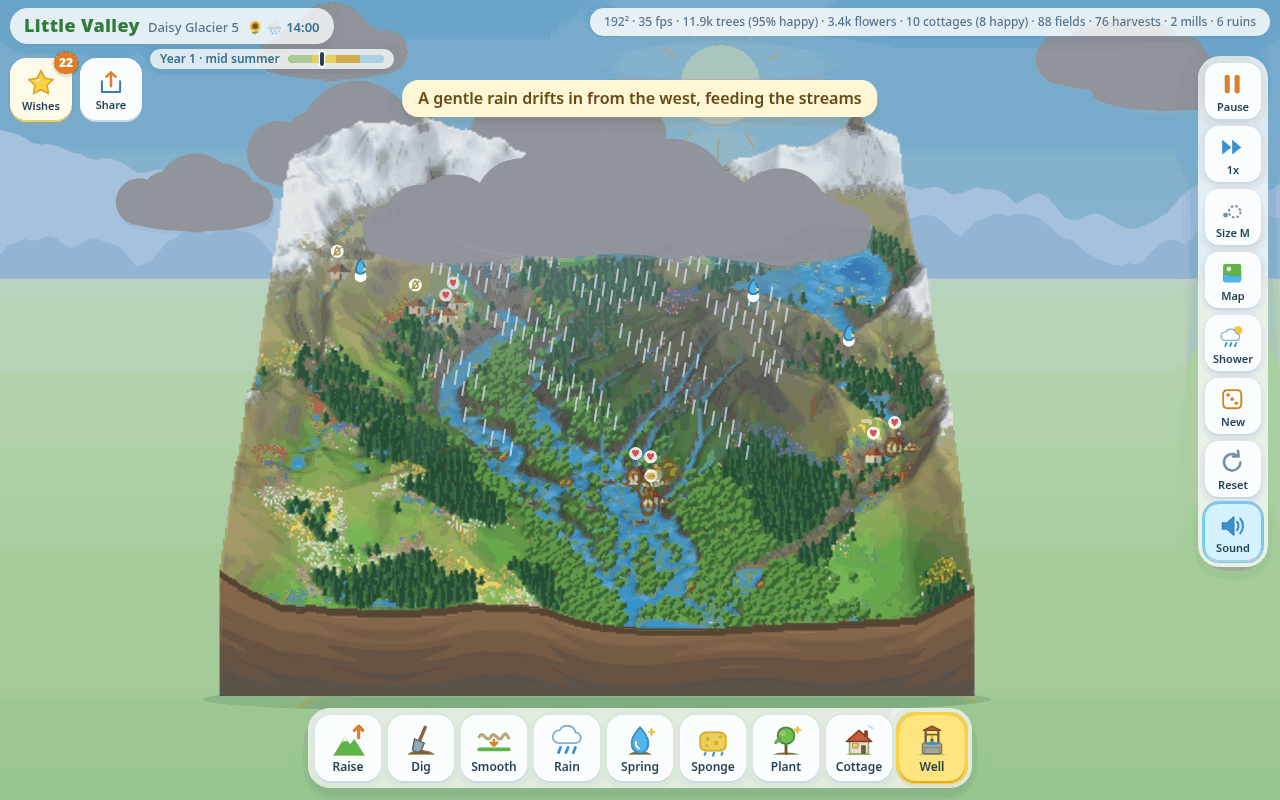 Little Valley Daisy Glacier 5 14:00
192² · 35 fps · 11.9k trees (95% happy) · 3.4k flowers · 10 cottages (8 happy) · 88 fields · 76 harvests · 2 mills · 6 ruins
Year 1 · mid summer
22
Wishes
Share
A gentle rain drifts in from the west, feeding the streams
Pause
1x
Size M
Map
Shower
New
Reset
Sound
Raise
Dig
Smooth
Rain
Spring
Sponge
Plant
Cottage
Well